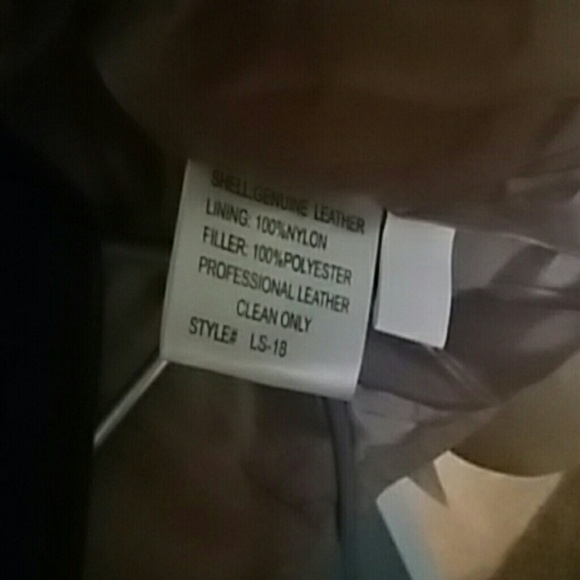 SHELL:GENUINE LEATHER
LINING: 100%NYLON
FILLER: 100%POLYESTER
PROFESSIONAL LEATHER
CLEAN ONLY
STYLE# LS-18